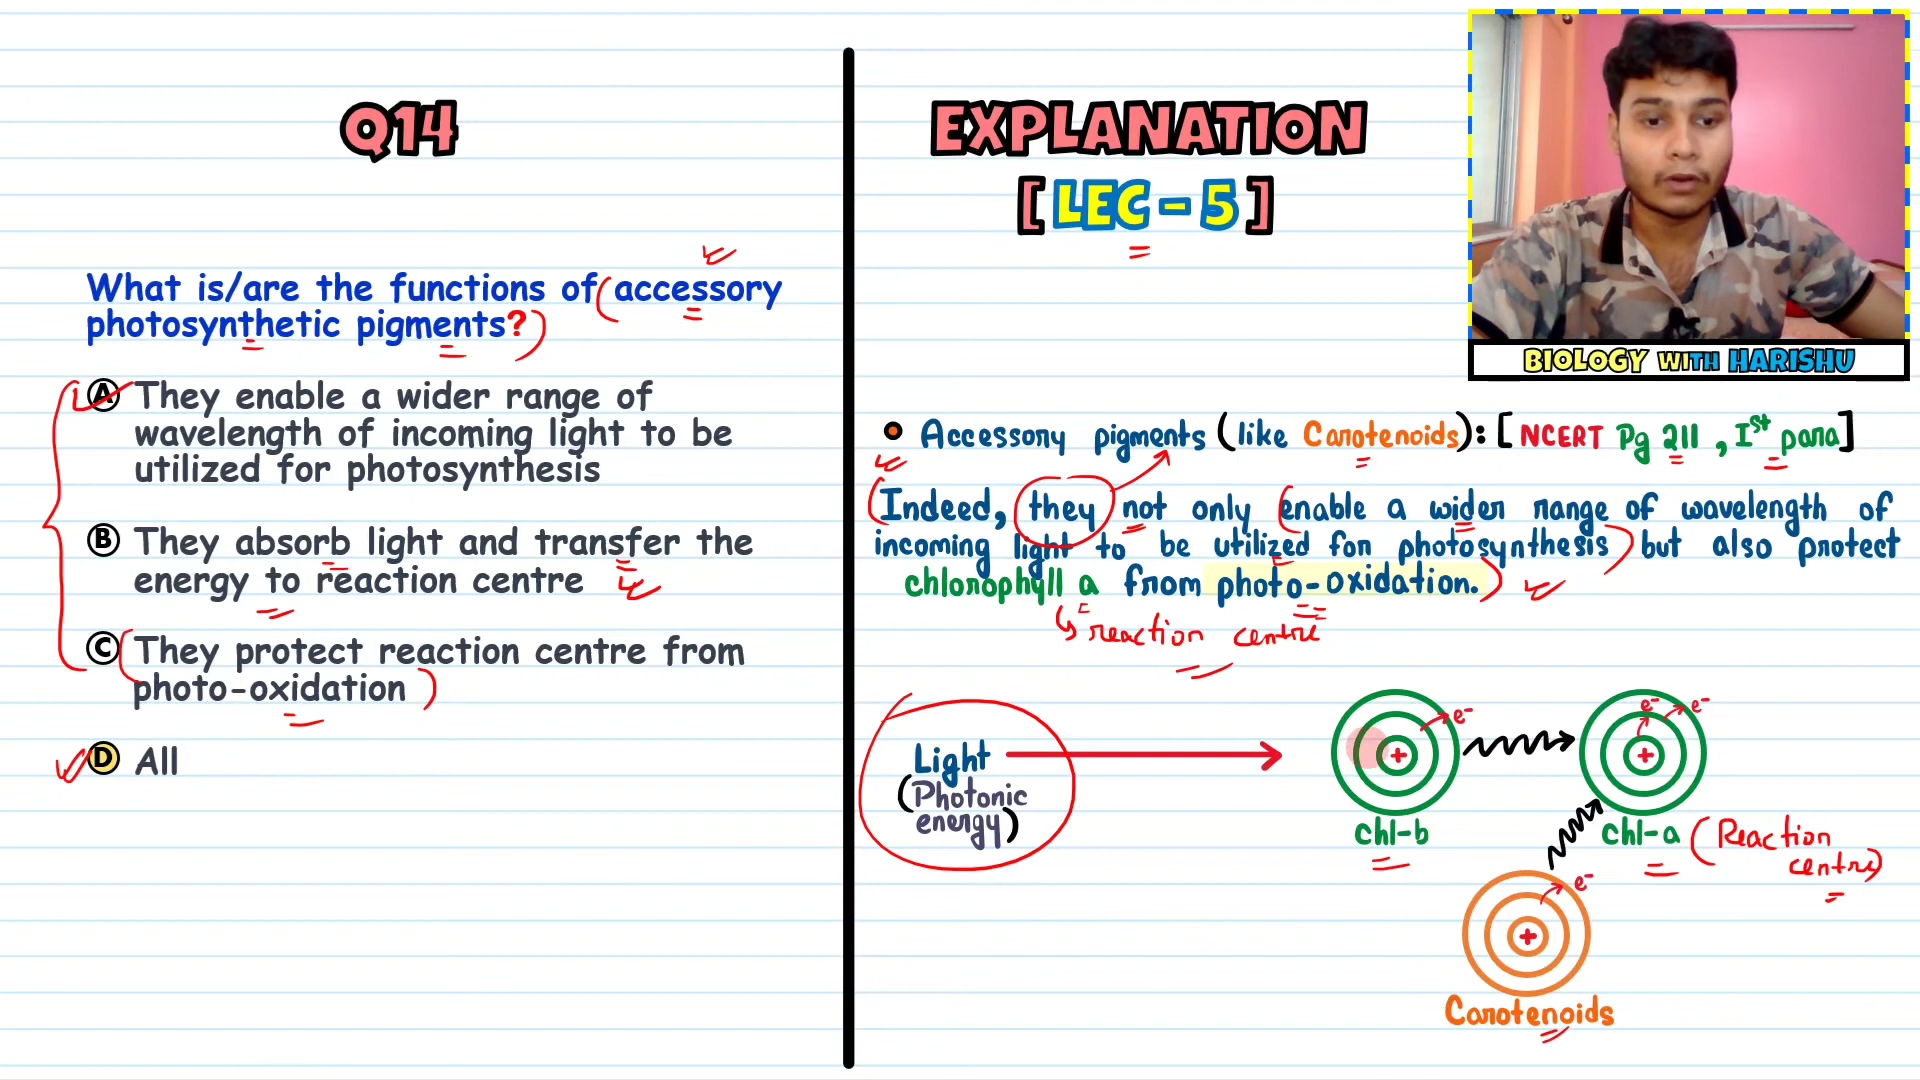 Q14
What is/are the functions of (accessory
photosynthetic pigments?)
A They enable a wider range of
wavelength of incoming light to be
utilized for photosynthesis
B They absorb light and transfer the
energy to reaction centre
C (They protect reaction centre from
photo-oxidation)
D All
EXPLANATION
[ LEC - 5 ]
BIOLOGY WITH HARISHU
Accessory pigments (like Carotenoids): [NCERT Pg 211, Ist para]
(Indeed, they not only (enable a wider range of wavelength of
incoming light to be utilized for photosynthesis) but also protect
chlorophyll a from photo-oxidation.)
reaction centre
Light
(Photonic
energy)
+
e-
chl-b
+
e-
e-
chl-a
(Reaction
centre)
+
e-
Carotenoids